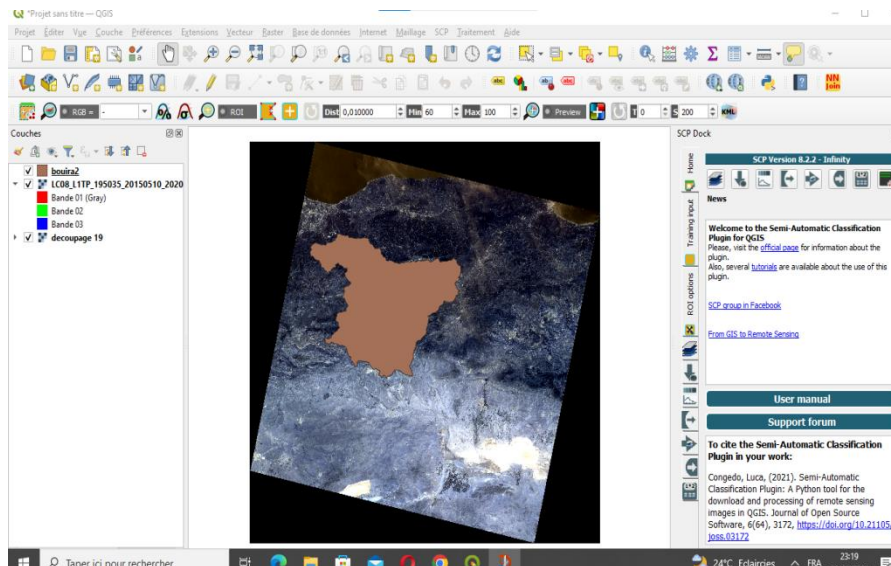 *Projet sans titre — QGIS
Projet Éditer Vue Couche Préférences Extensions Vecteur Raster Base de données Internet Maillage SCP Traitement Aide
abc
abc
NN
Join
RGB = -
ROI
Dist 0,010000
Min 60
Max 100
Preview
T 0
S 200
KML
Couches
bouira2
LC08_L1TP_195035_20150510_2020
Bande 01 (Gray)
Bande 02
Bande 03
decoupage 19
SCP Dock
Home
Training input
ROI options
SCP Version 8.2.2 - Infinity
News
Welcome to the Semi-Automatic Classification
Plugin for QGIS
Please, visit the official page for information about the
plugin.
Also, several tutorials are available about the use of this
plugin.
SCP group in Facebook
From GIS to Remote Sensing
User manual
Support forum
To cite the Semi-Automatic Classification
Plugin in your work:
Congedo, Luca, (2021). Semi-Automatic
Classification Plugin: A Python tool for the
download and processing of remote sensing
images in QGIS. Journal of Open Source
Software, 6(64), 3172, https://doi.org/10.21105/
joss.03172
Taper ici pour rechercher
24°C Eclaircies
FRA
23:19